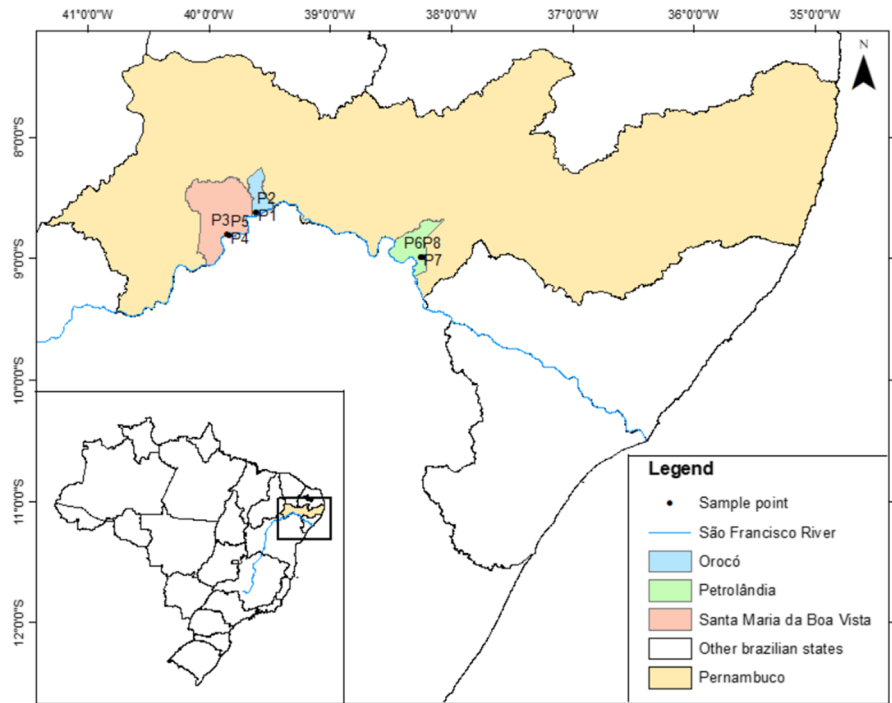 41°0'0"W 40°0'0"W 39°0'0"W 38°0'0"W 37°0'0"W 36°0'0"W 35°0'0"W
N
8°0'0"S
9°0'0"S
10°0'0"S
11°0'0"S
12°0'0"S
P2
P1
P3P5
P4
P6P8
P7
Legend
Sample point
São Francisco River
Orocó
Petrolândia
Santa Maria da Boa Vista
Other brazilian states
Pernambuco